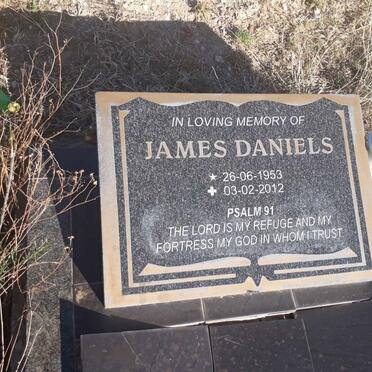 IN LOVING MEMORY OF
JAMES DANIELS
★ 26-06-1953
✚ 03-02-2012
PSALM 91
THE LORD IS MY REFUGE AND MY
FORTRESS MY GOD IN WHOM I TRUST